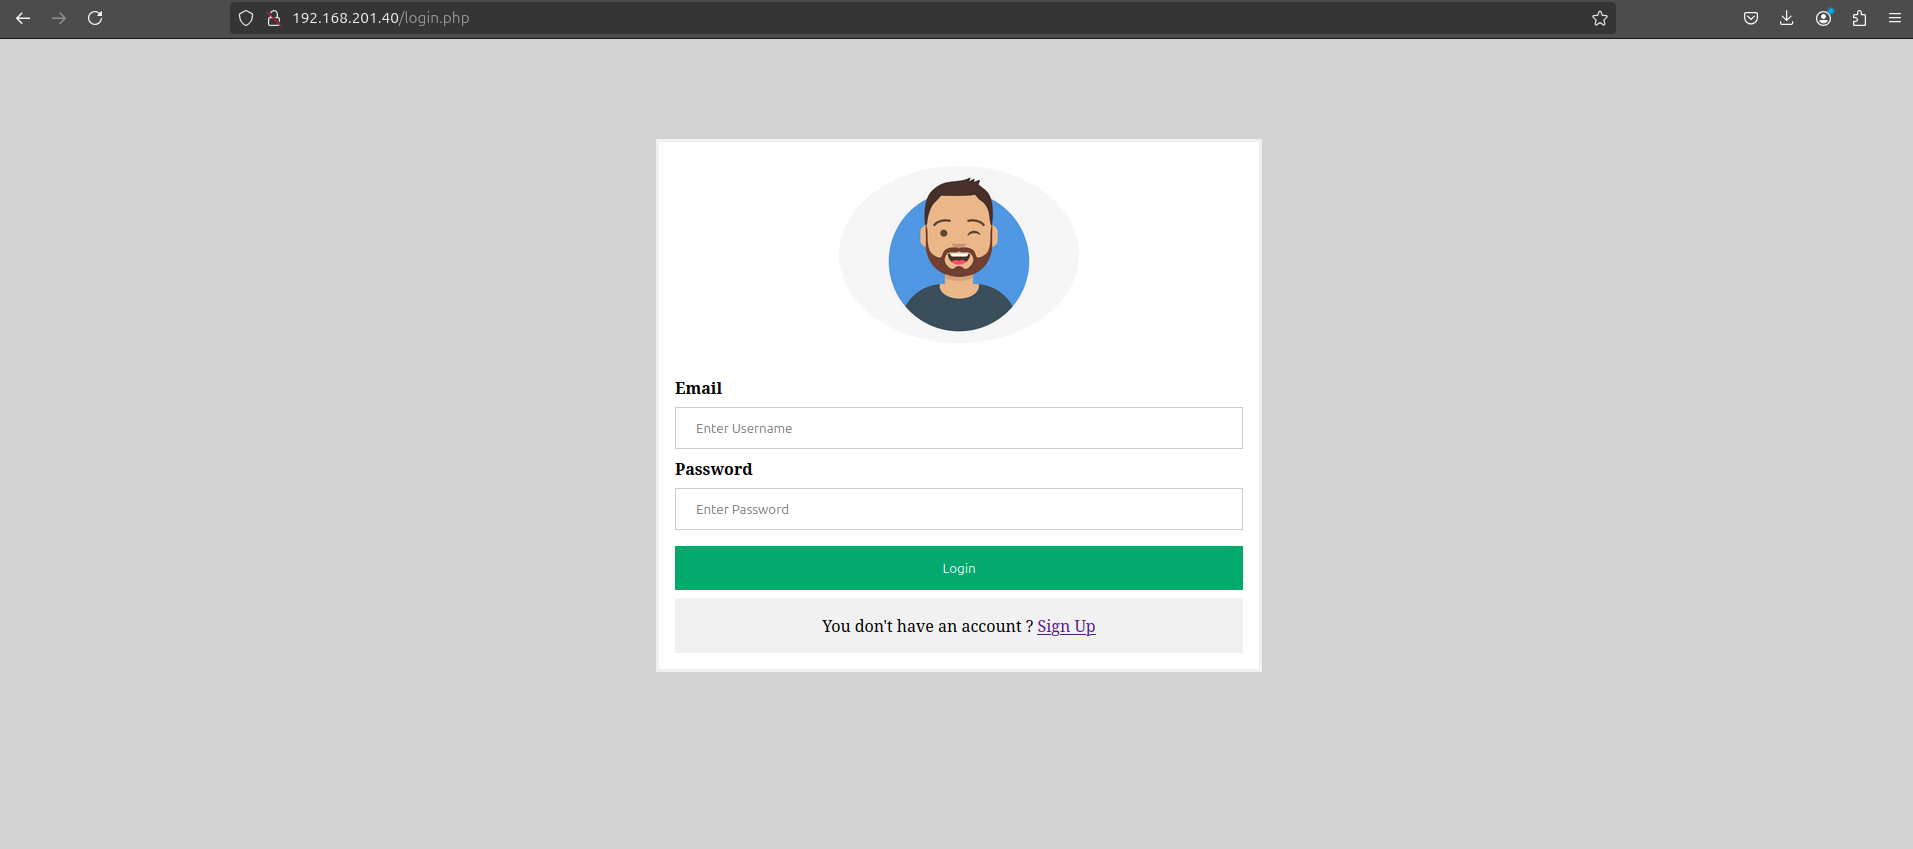 192.168.201.40/login.php
Email
Enter Username
Password
Enter Password
Login
You don't have an account ? Sign Up